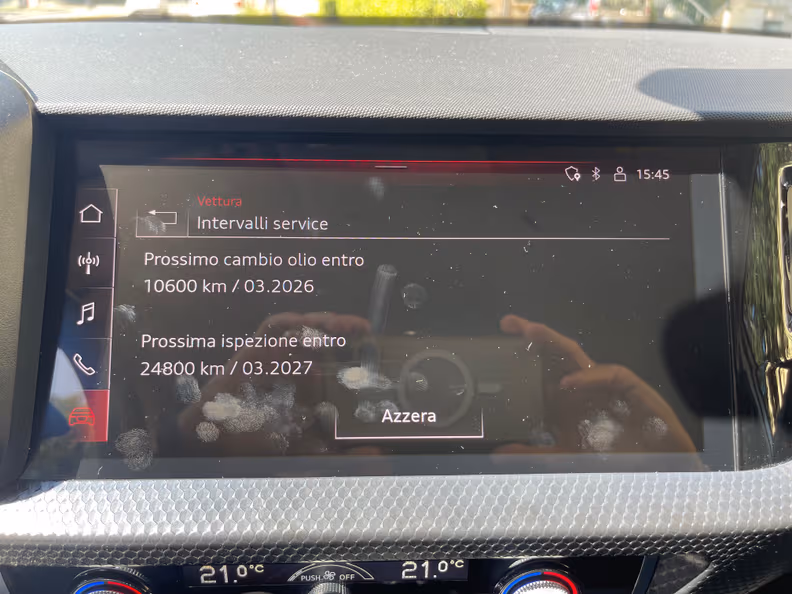 15:45
Vettura
Intervalli service
Prossimo cambio olio entro
10600 km / 03.2026
Prossima ispezione entro
24800 km / 03.2027
Azzera
21.0°C PUSH OFF 21.0°C